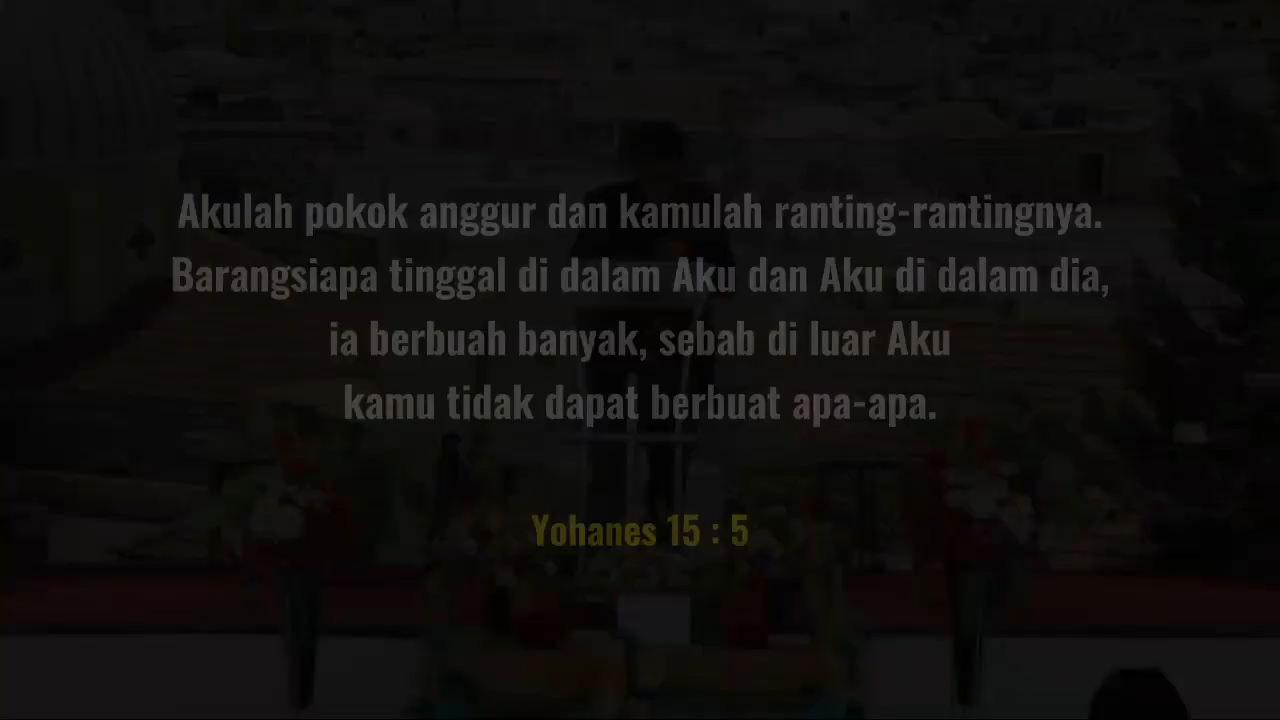 Akulah pokok anggur dan kamulah ranting-rantingnya.
Barangsiapa tinggal di dalam Aku dan Aku di dalam dia,
ia berbuah banyak, sebab di luar Aku
kamu tidak dapat berbuat apa-apa.
Yohanes 15 : 5